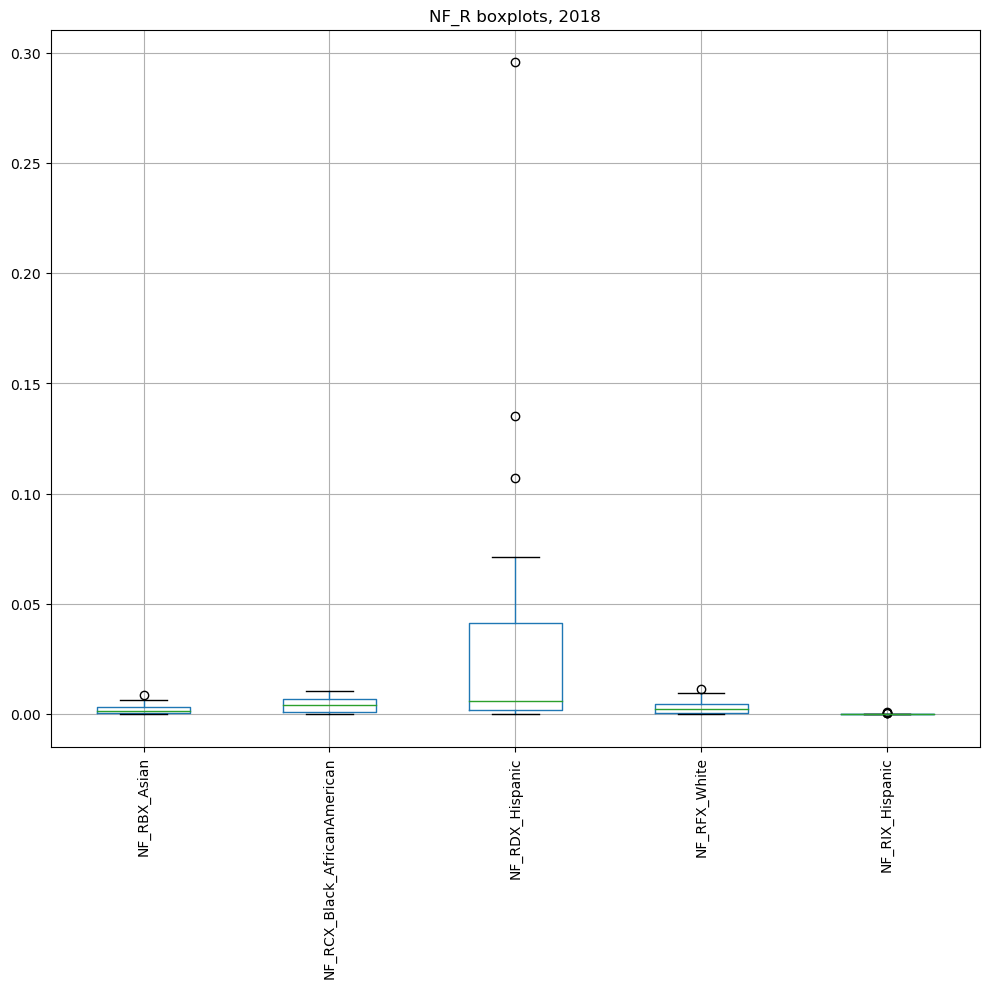 NF_R boxplots, 2018
0.30
0.25
0.20
0.15
0.10
0.05
0.00
NF_RBX_Asian
NF_RCX_Black_AfricanAmerican
NF_RDX_Hispanic
NF_RFX_White
NF_RIX_Hispanic